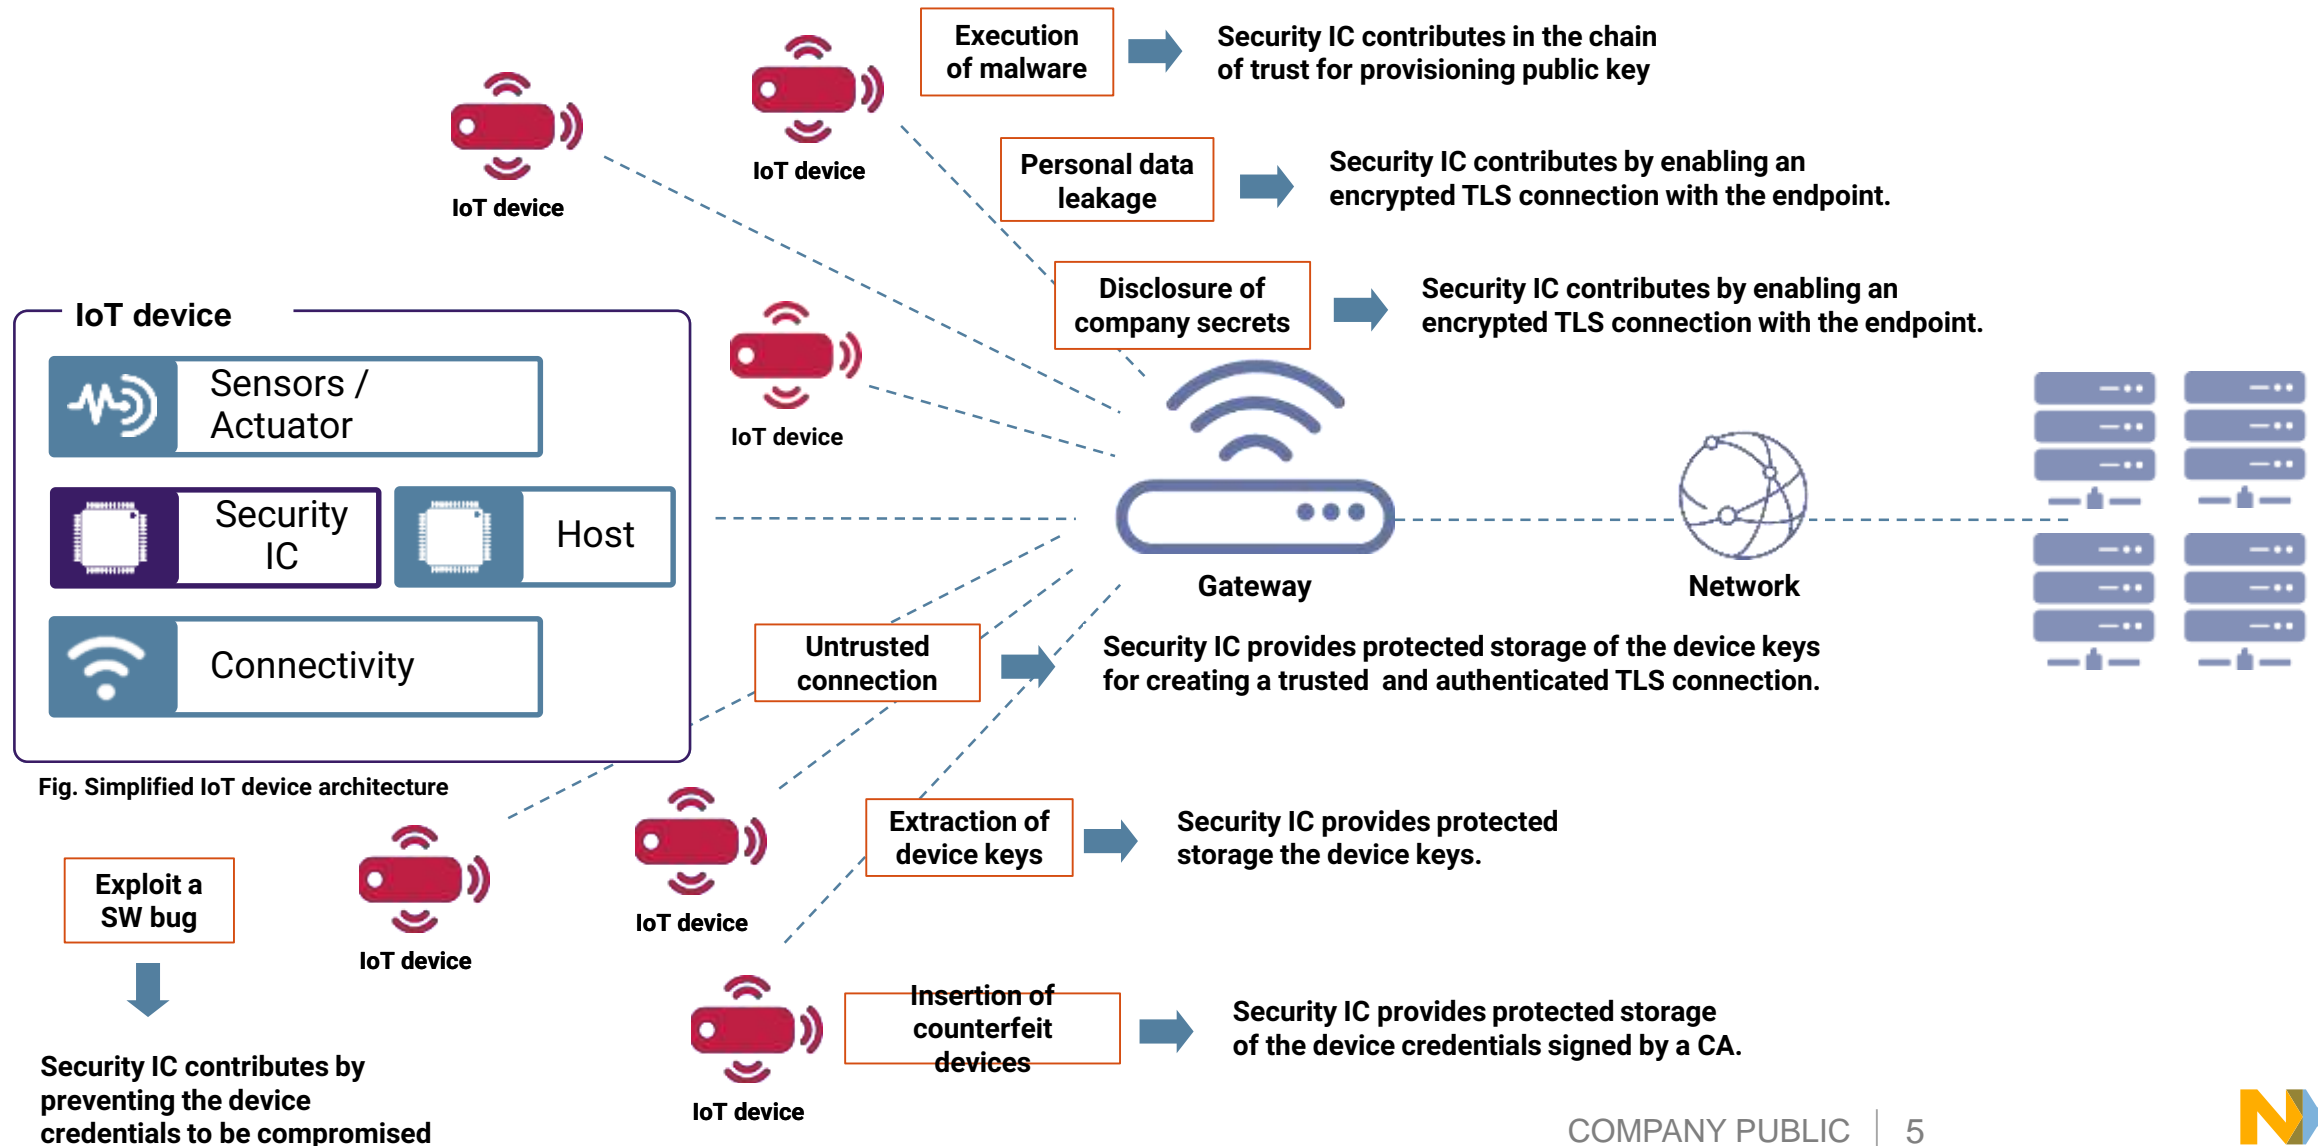 Execution
of malware
Security IC contributes in the chain
of trust for provisioning public key
IoT device
IoT device
Personal data
leakage
Security IC contributes by enabling an
encrypted TLS connection with the endpoint.
Disclosure of
company secrets
Security IC contributes by enabling an
encrypted TLS connection with the endpoint.
IoT device
Sensors /
Actuator
Security
IC
Host
Connectivity
Fig. Simplified IoT device architecture
IoT device
Gateway
Network
Untrusted
connection
Security IC provides protected storage of the device keys
for creating a trusted and authenticated TLS connection.
Extraction of
device keys
Security IC provides protected
storage the device keys.
Exploit a
SW bug
IoT device
IoT device
Insertion of
counterfeit
devices
Security IC provides protected storage
of the device credentials signed by a CA.
IoT device
Security IC contributes by
preventing the device
credentials to be compromised
COMPANY PUBLIC | 5
N